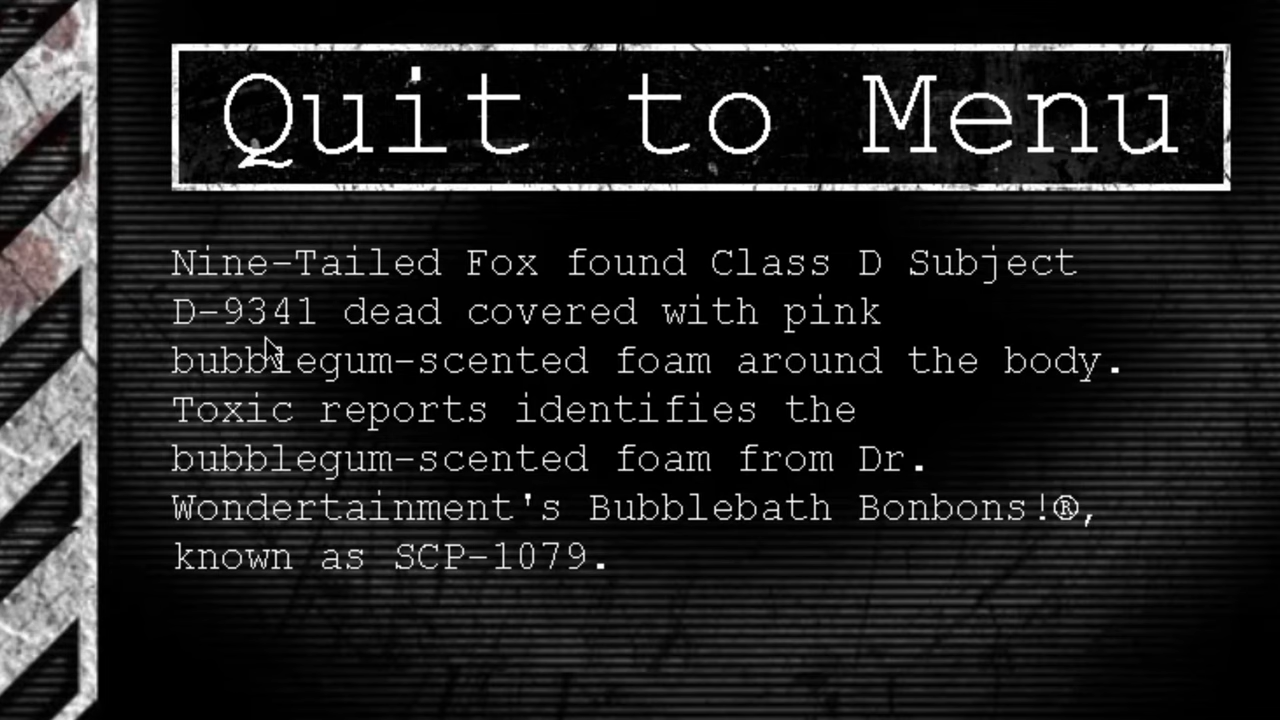 Quit to Menu
Nine-Tailed Fox found Class D Subject
D-9341 dead covered with pink
bubblegum-scented foam around the body.
Toxic reports identifies the
bubblegum-scented foam from Dr.
Wondertainment's Bubblebath Bonbons!®,
known as SCP-1079.